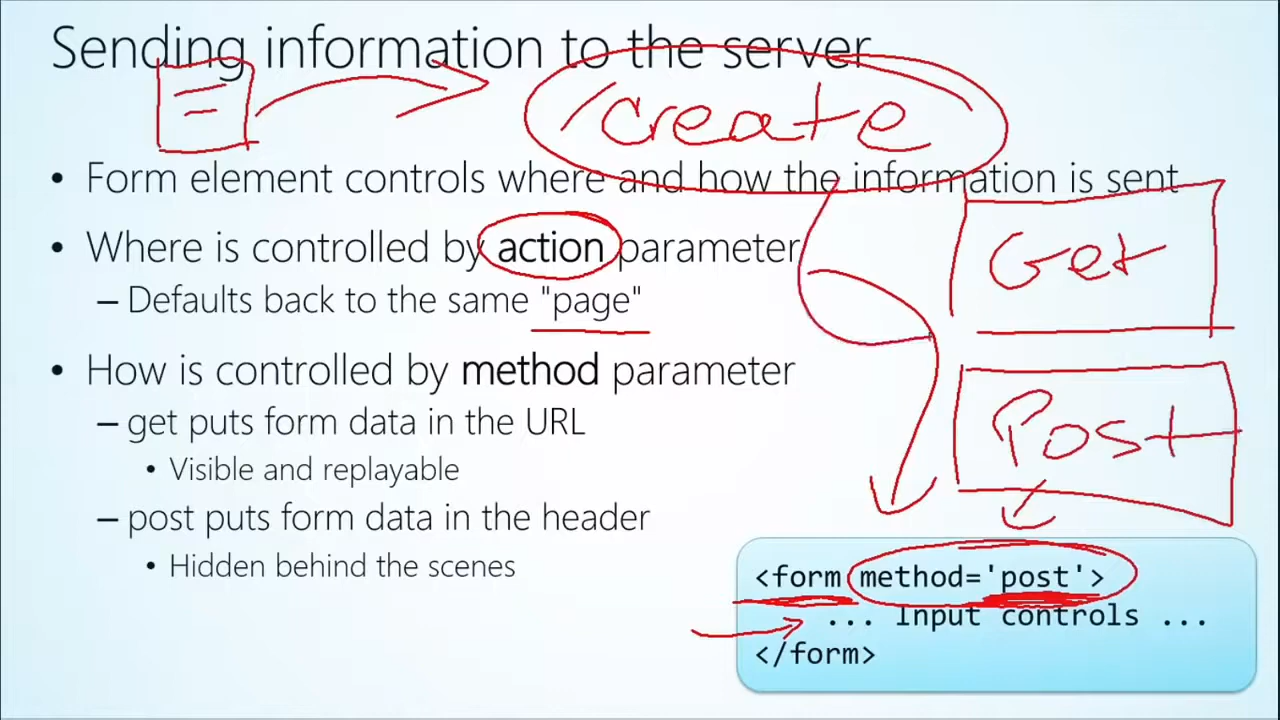 Sending information to the server
/create
• Form element controls where and how the information is sent
• Where is controlled by action parameter
Get
– Defaults back to the same "page"
• How is controlled by method parameter
– get puts form data in the URL
Post
• Visible and replayable
– post puts form data in the header
• Hidden behind the scenes
<form method='post'>
... Input controls ...
</form>